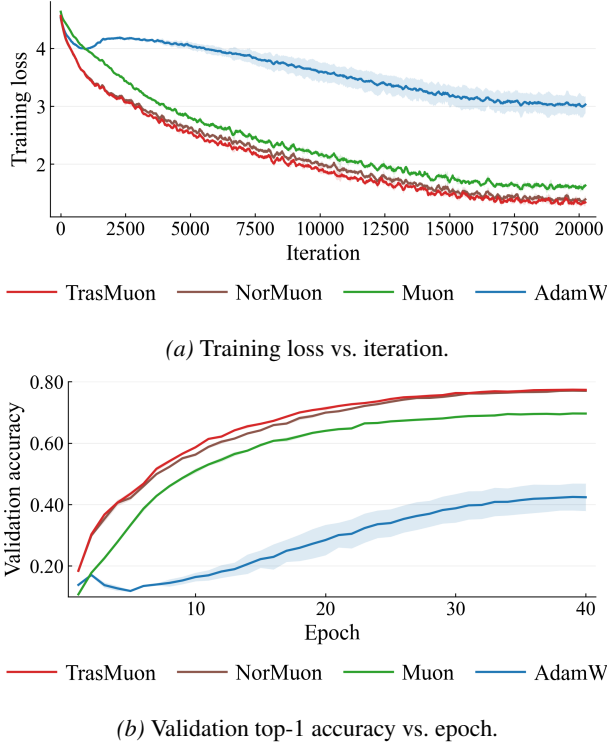 Training loss
4
3
2
0 2500 5000 7500 10000 12500 15000 17500 20000
Iteration
TrasMuon NorMuon Muon AdamW
(a) Training loss vs. iteration.
Validation accuracy
0.80
0.60
0.40
0.20
10 20 30 40
Epoch
TrasMuon NorMuon Muon AdamW
(b) Validation top-1 accuracy vs. epoch.